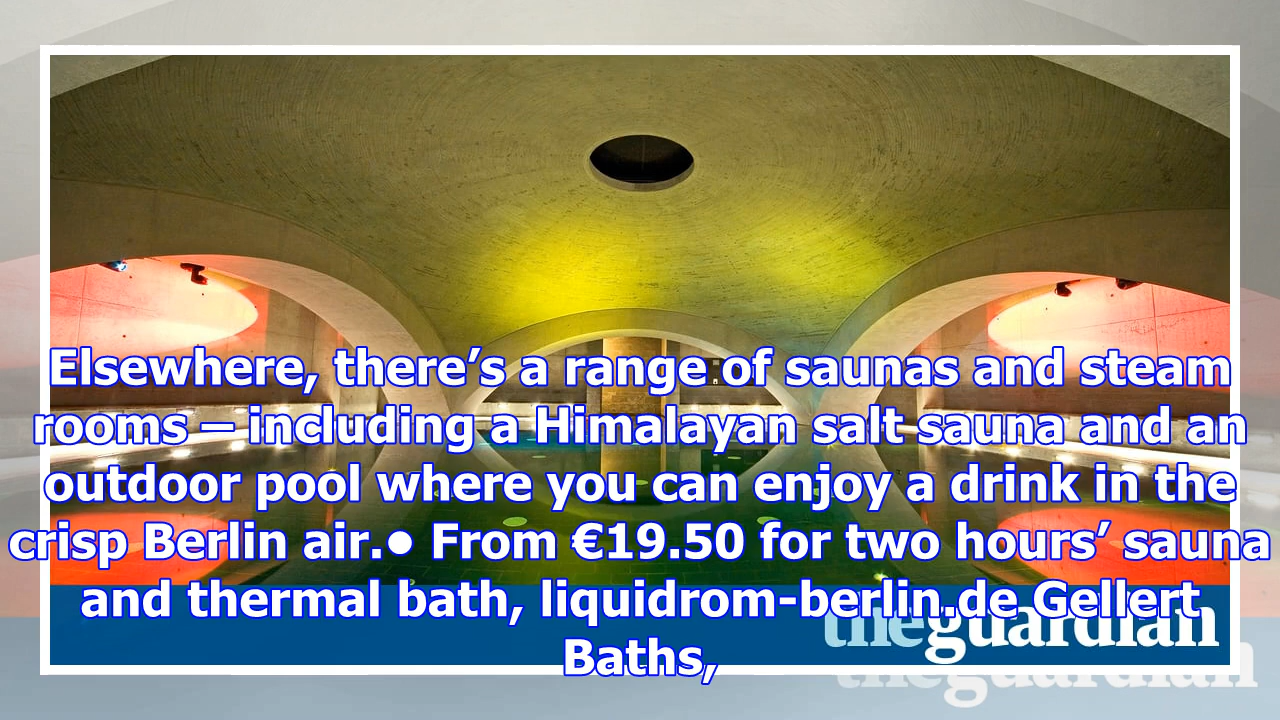 Elsewhere, there’s a range of saunas and steam
rooms – including a Himalayan salt sauna and an
outdoor pool where you can enjoy a drink in the
crisp Berlin air.● From €19.50 for two hours’ sauna
and thermal bath, liquidrom-berlin.de Gellert
Baths,
theguardian
theguardian